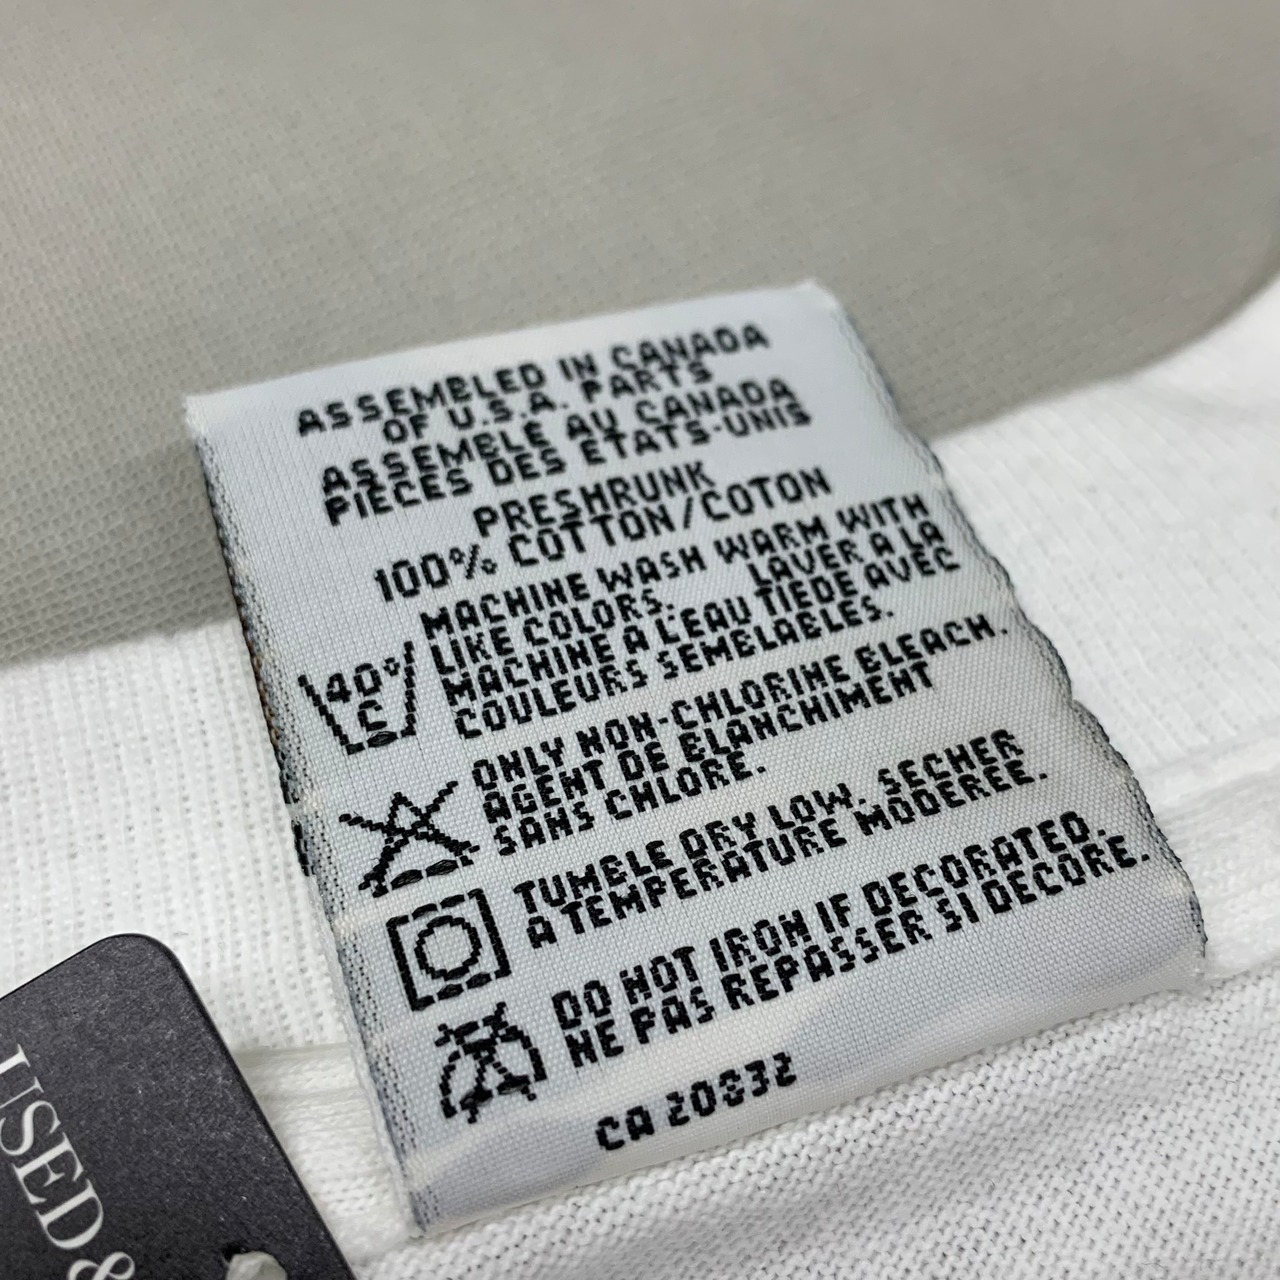 ASSEMBLED IN CANADA
OF U.S.A. PARTS
ASSEMBLÉ AU CANADA
PIECES DES ETATS-UNIS
PRESHRUNK
100% COTTON/COTON
MACHINE WASH WARM WITH
LIKE COLORS. LAVER A LA
MACHINE A L'EAU TIEDE AVEC
COULEURS SEMBLABLES.
40°
C
ONLY NON-CHLORINE BLEACH.
AGENT DE BLANCHIMENT
SANS CHLORE.
TUMBLE DRY LOW. SECHER
A TEMPERATURE MODEREE.
DO NOT IRON IF DECORATED.
NE PAS REPASSER SI DECORE.
CA 20832
USED &